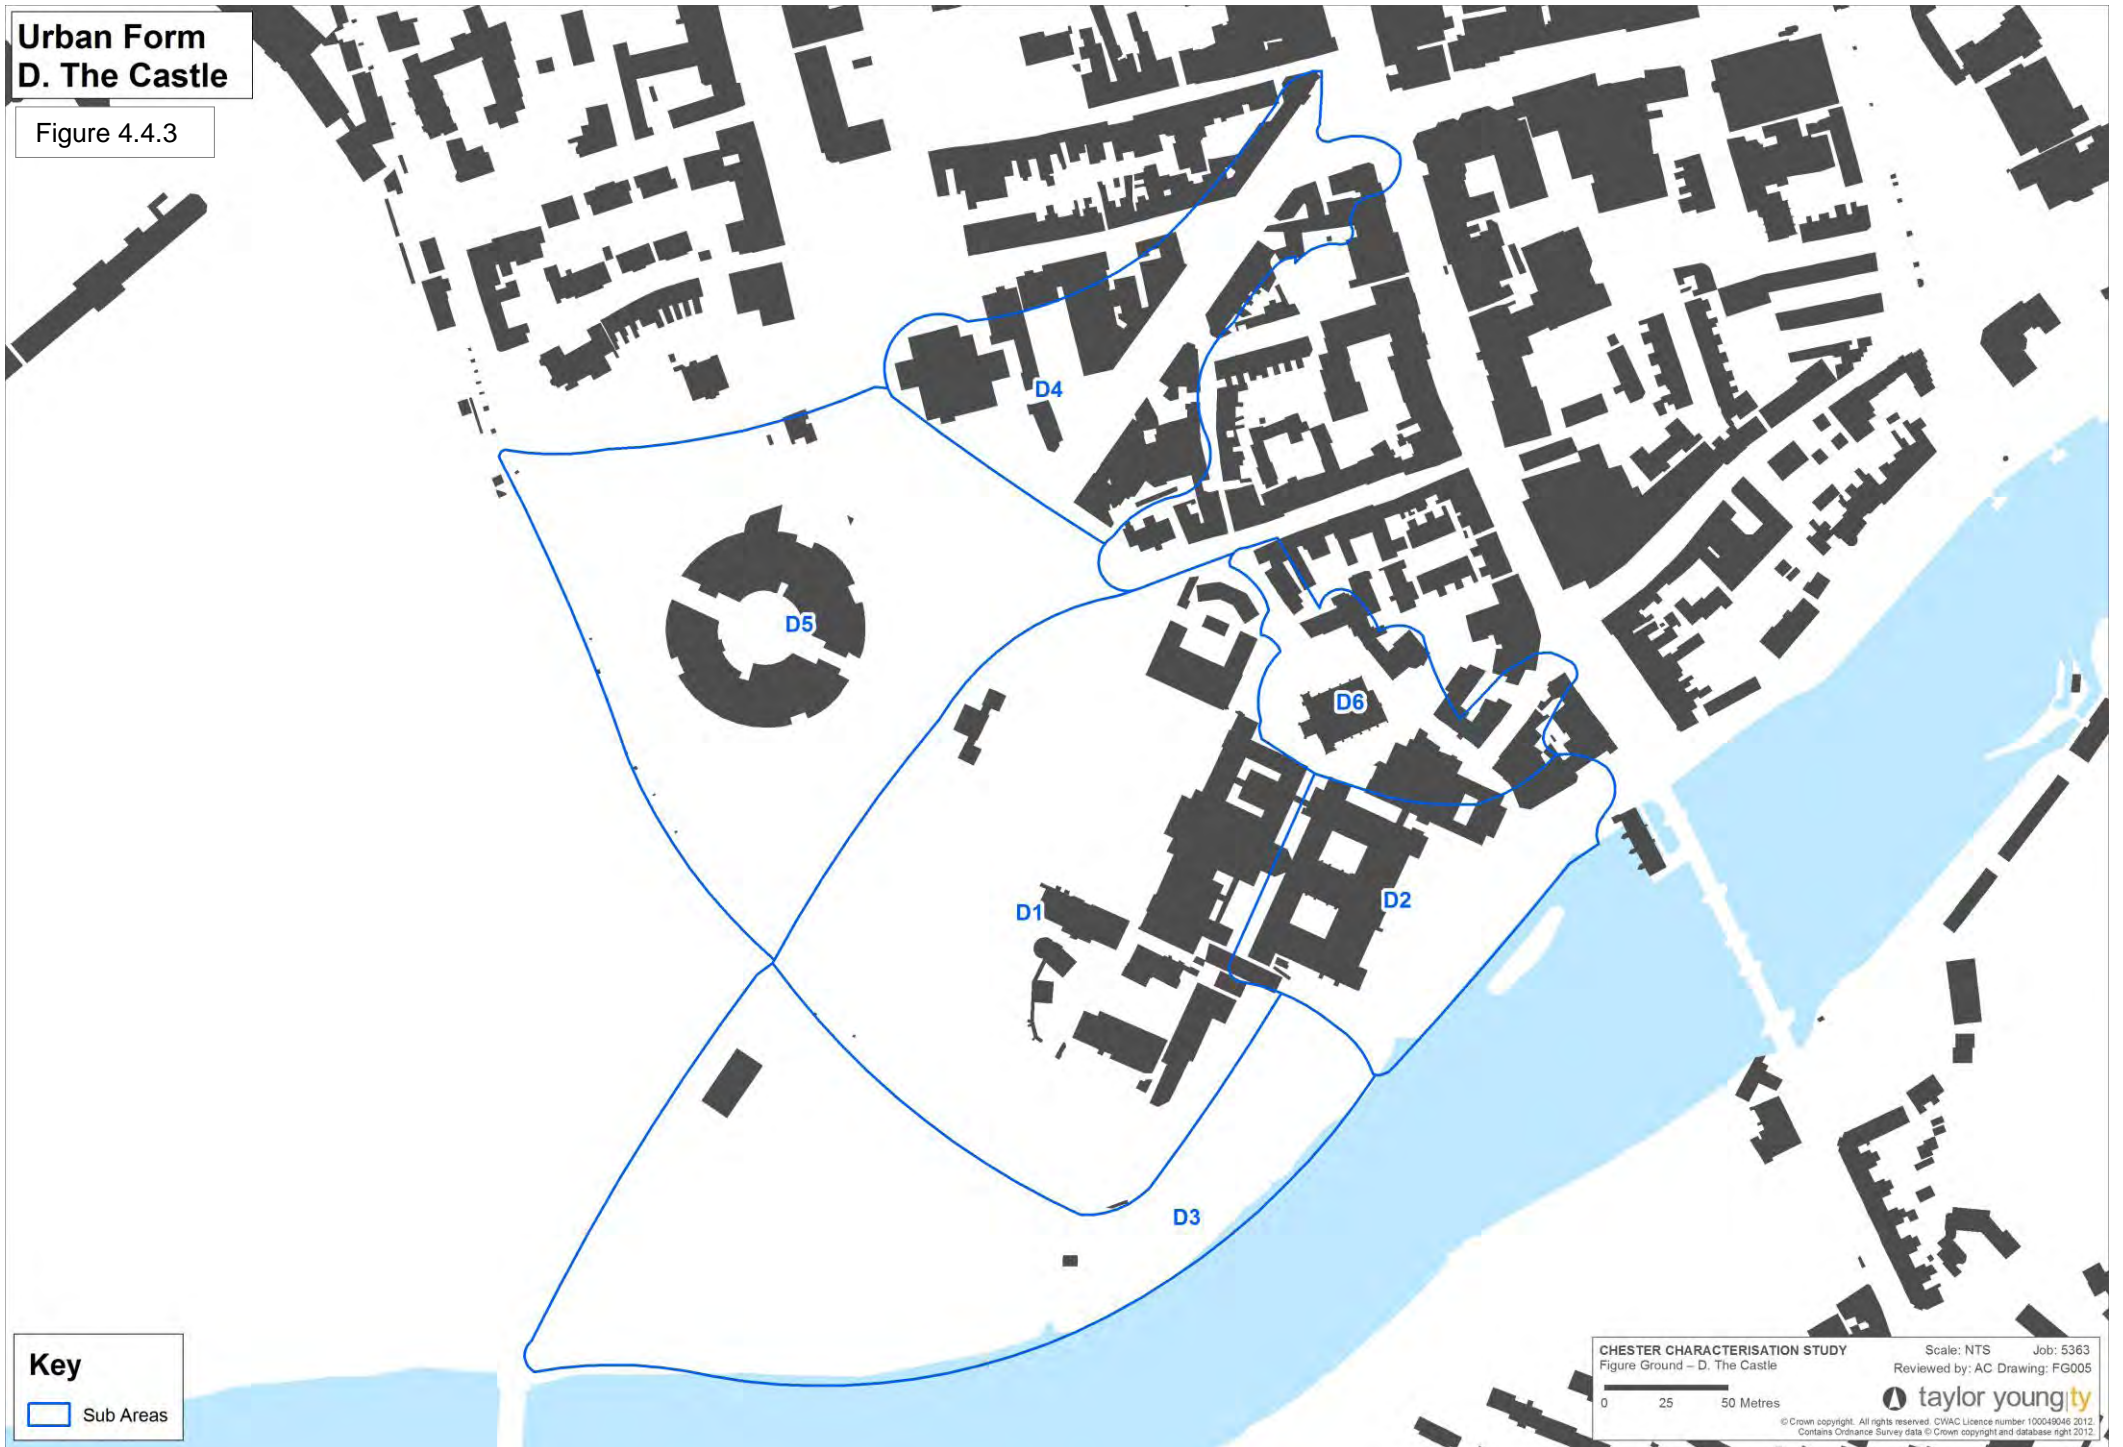 Urban Form
D. The Castle
Figure 4.4.3
D4
D5
D6
D1
D2
D3
Key
Sub Areas
CHESTER CHARACTERISATION STUDY
Figure Ground – D. The Castle
Scale: NTS Job: 5363
Reviewed by: AC Drawing: FG005
0 25 50 Metres
taylor young|ty
© Crown copyright. All rights reserved. CWAC Licence number 100049046 2012.
Contains Ordnance Survey data © Crown copyright and database right 2012.